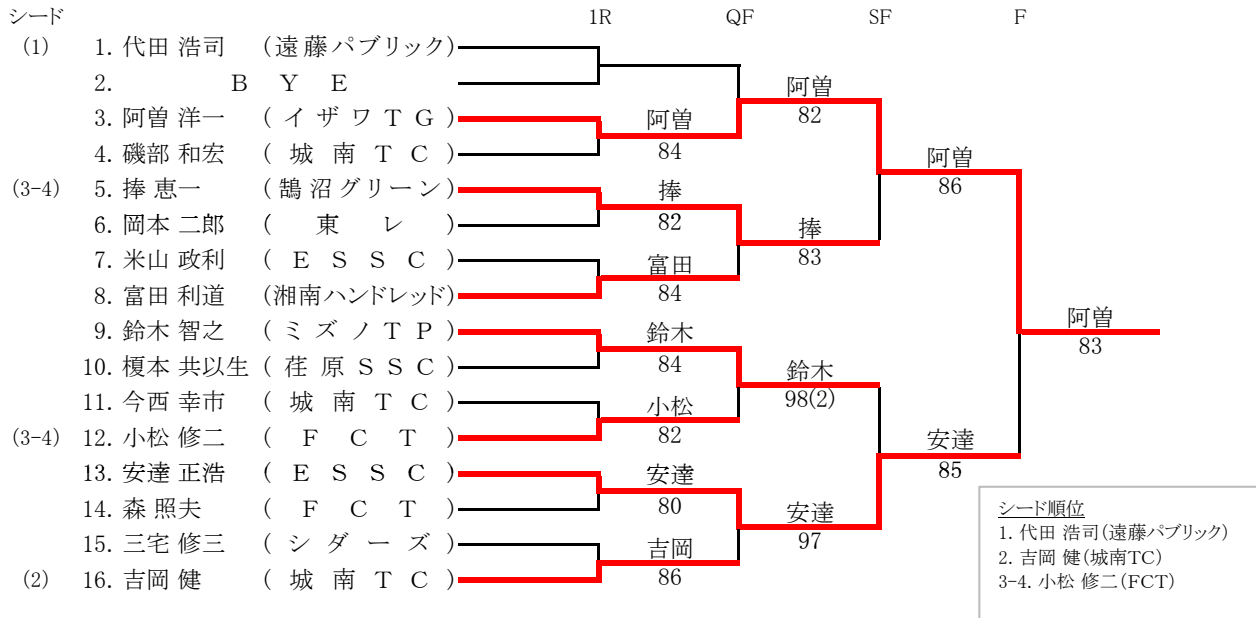 シード 1R QF SF F
(1) 1. 代田 浩司 (遠藤パブリック)
2. B Y E
阿曽
82
3. 阿曽 洋一 (イザワTG) 阿曽
84
4. 磯部 和宏 (城南TC)
阿曽
86
(3-4) 5. 捧 恵一 (鵠沼グリーン) 捧
82
6. 岡本 二郎 (東レ)
捧
83
7. 米山 政利 (ESSC) 富田
84
8. 富田 利道 (湘南ハンドレッド)
阿曽
83
9. 鈴木 智之 (ミズノTP) 鈴木
84
10. 榎本 共以生 (荏原SSC)
鈴木
98(2)
11. 今西 幸市 (城南TC) 小松
82
(3-4) 12. 小松 修二 (FCT)
安達
85
13. 安達 正浩 (ESSC) 安達
80
14. 森 照夫 (FCT)
安達
97
15. 三宅 修三 (シダーズ) 吉岡
86
(2) 16. 吉岡 健 (城南TC)
シード順位
1. 代田 浩司(遠藤パブリック)
2. 吉岡 健(城南TC)
3-4. 小松 修二(FCT)